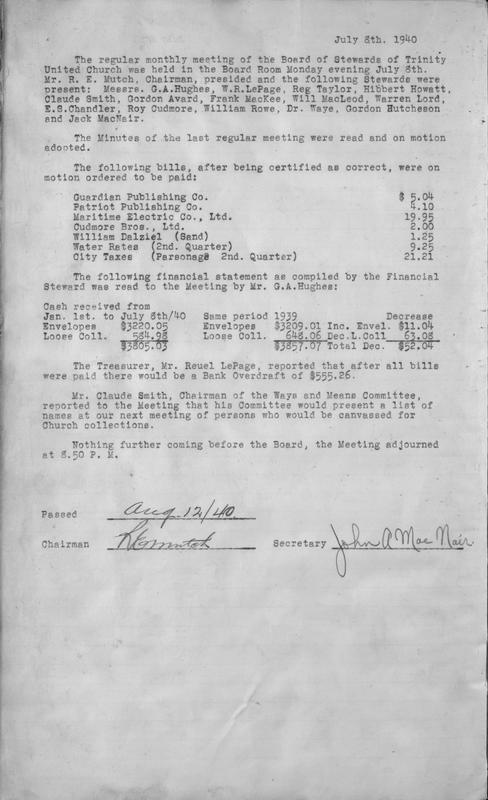 July 8th. 1940
The regular monthly meeting of the Board of Stewards of Trinity
United Church was held in the Board Room Monday evening July 8th.
Mr. R. E. Mutch, Chairman, presided and the following Stewards were
present: Messrs. G.A.Hughes, W.R.LePage, Reg Taylor, Hibbert Howatt,
Claude Smith, Gordon Avard, Frank MacKee, Will MacLeod, Warren Lord,
E.S.Chandler, Roy Cudmore, William Rowe, Dr. Waye, Gordon Hutcheson
and Jack MacNair.
The Minutes of the last regular meeting were read and on motion
adopted.
The following bills, after being certified as correct, were on
motion ordered to be paid:
Guardian Publishing Co. $ 5.04
Patriot Publishing Co. 4.10
Maritime Electric Co., Ltd. 19.95
Cudmore Bros., Ltd. 2.00
William Dalziel (Sand) 1.25
Water Rates (2nd. Quarter) 9.25
City Taxes (Parsonage 2nd. Quarter) 21.21
The following financial statement as compiled by the Financial
Steward was read to the Meeting by Mr. G.A.Hughes:
Cash received from
Jan. 1st. to July 8th/40 Same period 1939 Decrease
Envelopes $3220.05 Envelopes $3209.01 Inc. Envel. $11.04
Loose Coll. 584.98 Loose Coll. 648.06 Dec.L.Coll 63.08
$3805.03 $3857.07 Total Dec. $52.04
The Treasurer, Mr. Reuel LePage, reported that after all bills
were paid there would be a Bank Overdraft of $555.26.
Mr. Claude Smith, Chairman of the Ways and Means Committee,
reported to the Meeting that his Committee would present a list of
names at our next meeting of persons who would be canvassed for
Church collections.
Nothing further coming before the Board, the Meeting adjourned
at 8.50 P. M.
Passed Aug. 12/40
Chairman R E Mutch Secretary John A Mac Nair